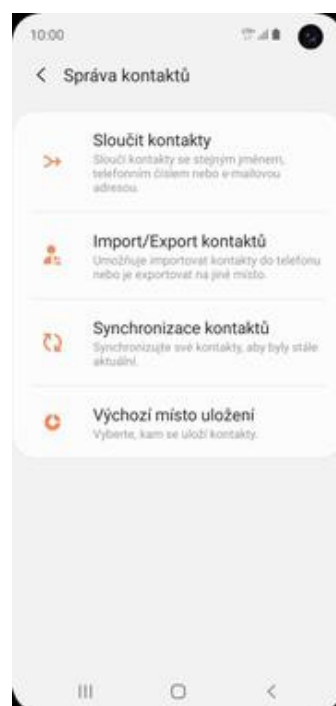 10:00
Správa kontaktů
Sloučit kontakty
Sloučí kontakty se stejným jménem,
telefonním číslem nebo e-mailovou
adresou.
Import/Export kontaktů
Umožňuje importovat kontakty do telefonu
nebo je exportovat na jiné místo.
Synchronizace kontaktů
Synchronizujte své kontakty, aby byly stále
aktuální.
Výchozí místo uložení
Vyberte, kam se uloží kontakty.